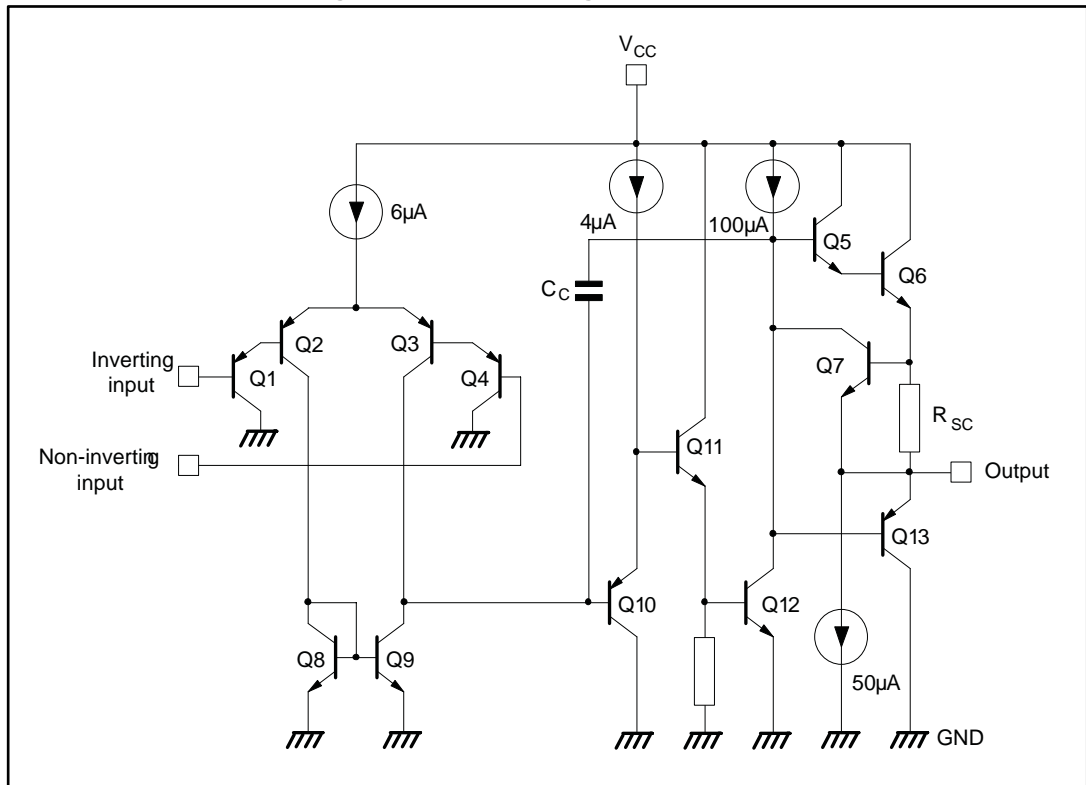 VCC
6µA
4µA
100µA
Q5
Q6
CC
Q2
Q3
Q7
Inverting
input
Q1
Q4
RSC
Q11
Non-inverting
input
Output
Q13
Q10
Q12
Q8
Q9
50µA
GND